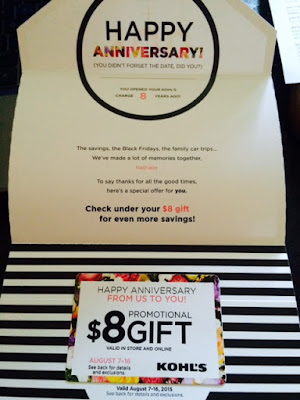 HAPPY
ANNIVERSARY!
(YOU DIDN'T FORGET THE DATE, DID YOU?)
YOU OPENED YOUR KOHL'S
CHARGE 8 YEARS AGO!
The savings, the Black Fridays, the family car trips...
We've made a lot of memories together,
To say thanks for all the good times,
here's a special offer for you.
Check under your $8 gift
for even more savings!
HAPPY ANNIVERSARY
FROM US TO YOU!
$8 PROMOTIONAL
GIFT
VALID IN STORE AND ONLINE
AUGUST 7-16
See back for details
and exclusions.
KOHL'S
Valid August 7-16, 2015
See back for details and exclusions.